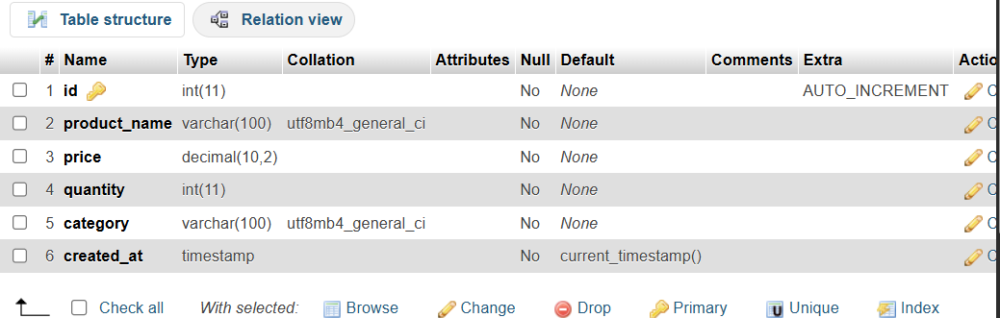 Table structure Relation view
# Name Type Collation Attributes Null Default Comments Extra Actio
1 id int(11) No None AUTO_INCREMENT C
2 product_name varchar(100) utf8mb4_general_ci No None C
3 price decimal(10,2) No None C
4 quantity int(11) No None C
5 category varchar(100) utf8mb4_general_ci No None C
6 created_at timestamp No current_timestamp() C
Check all With selected: Browse Change Drop Primary U Unique Index